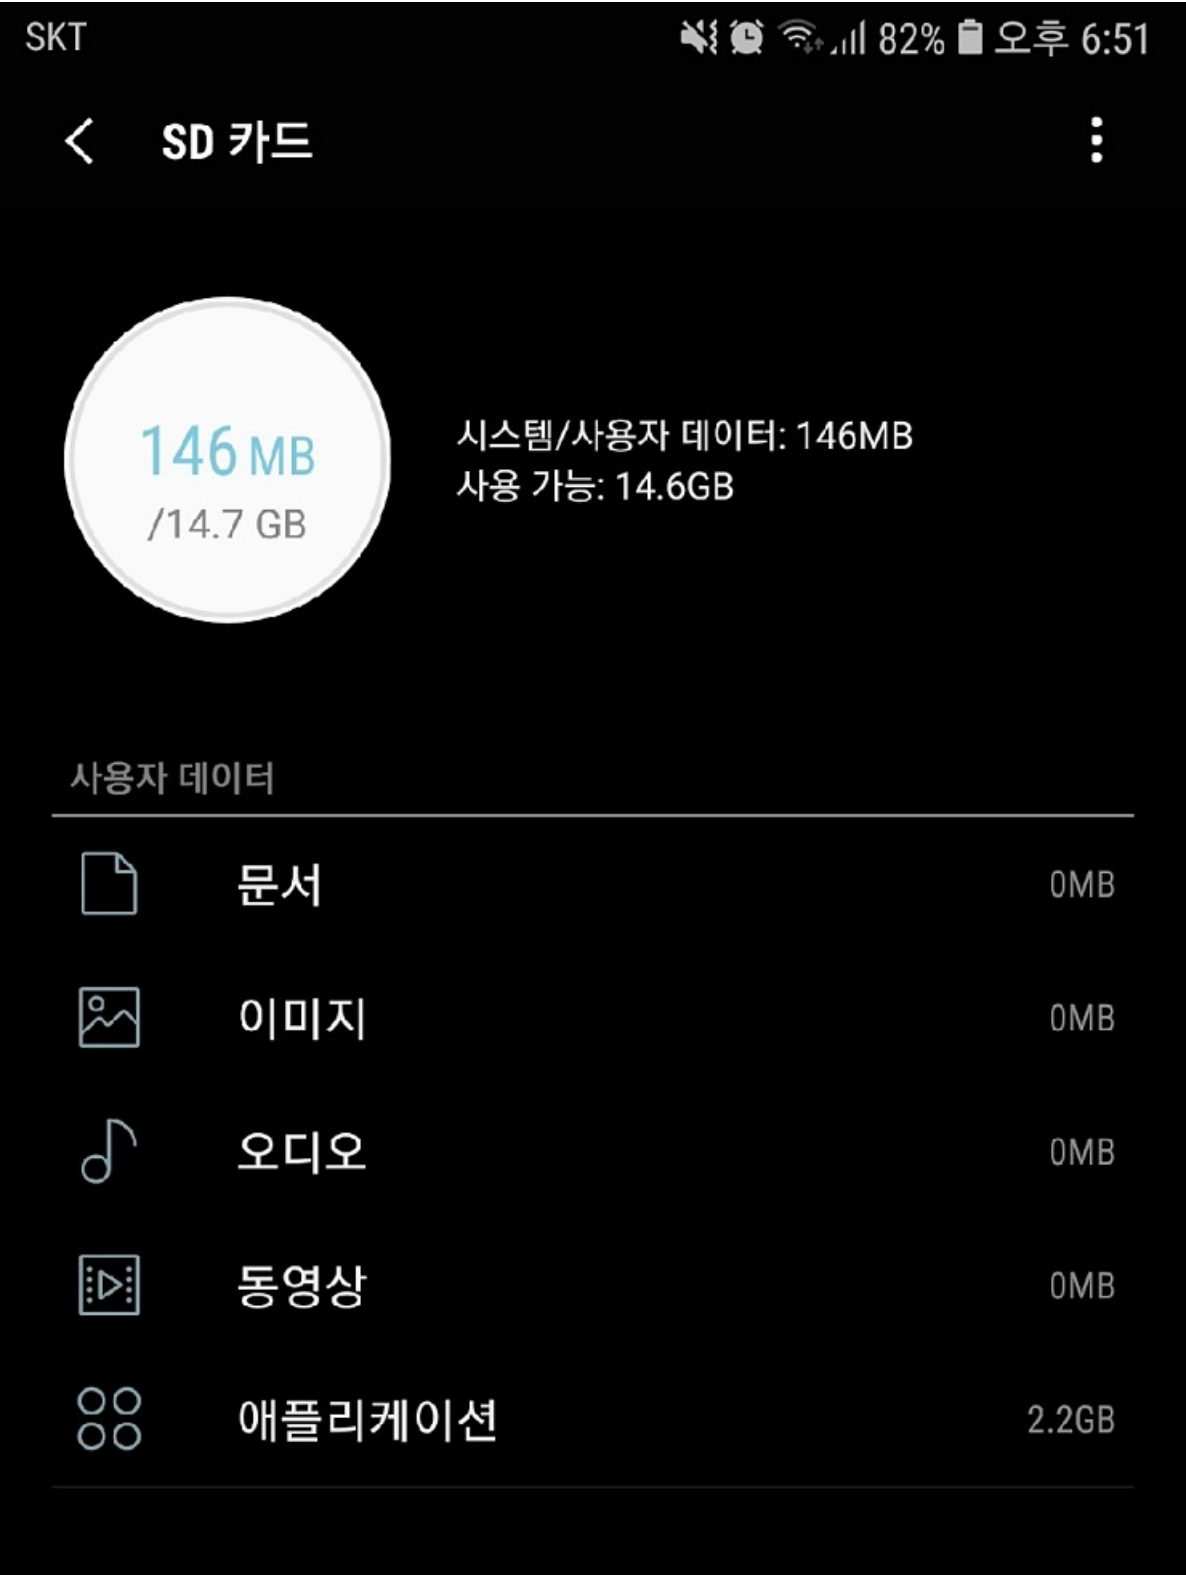 SKT 82% 오후 6:51
SD 카드
146 MB
/14.7 GB
시스템/사용자 데이터: 146MB
사용 가능: 14.6GB
사용자 데이터
문서 0MB
이미지 0MB
오디오 0MB
동영상 0MB
애플리케이션 2.2GB